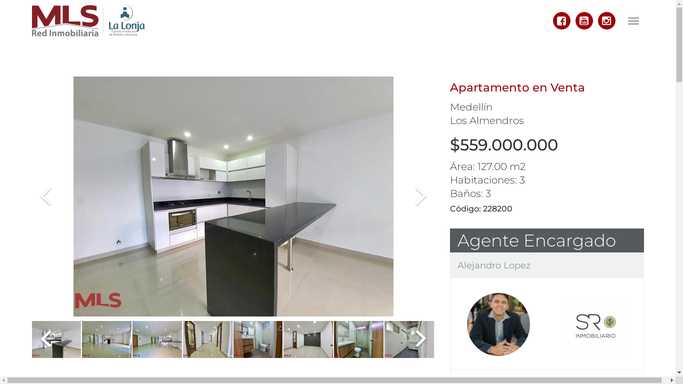 MLS
Red Inmobiliaria
La Lonja
Apartamento en Venta
Medellín
Los Almendros
$559.000.000
Área: 127.00 m2
Habitaciones: 3
Baños: 3
Código: 228200
MLS
Agente Encargado
Alejandro Lopez
SR
INMOBILIARIO